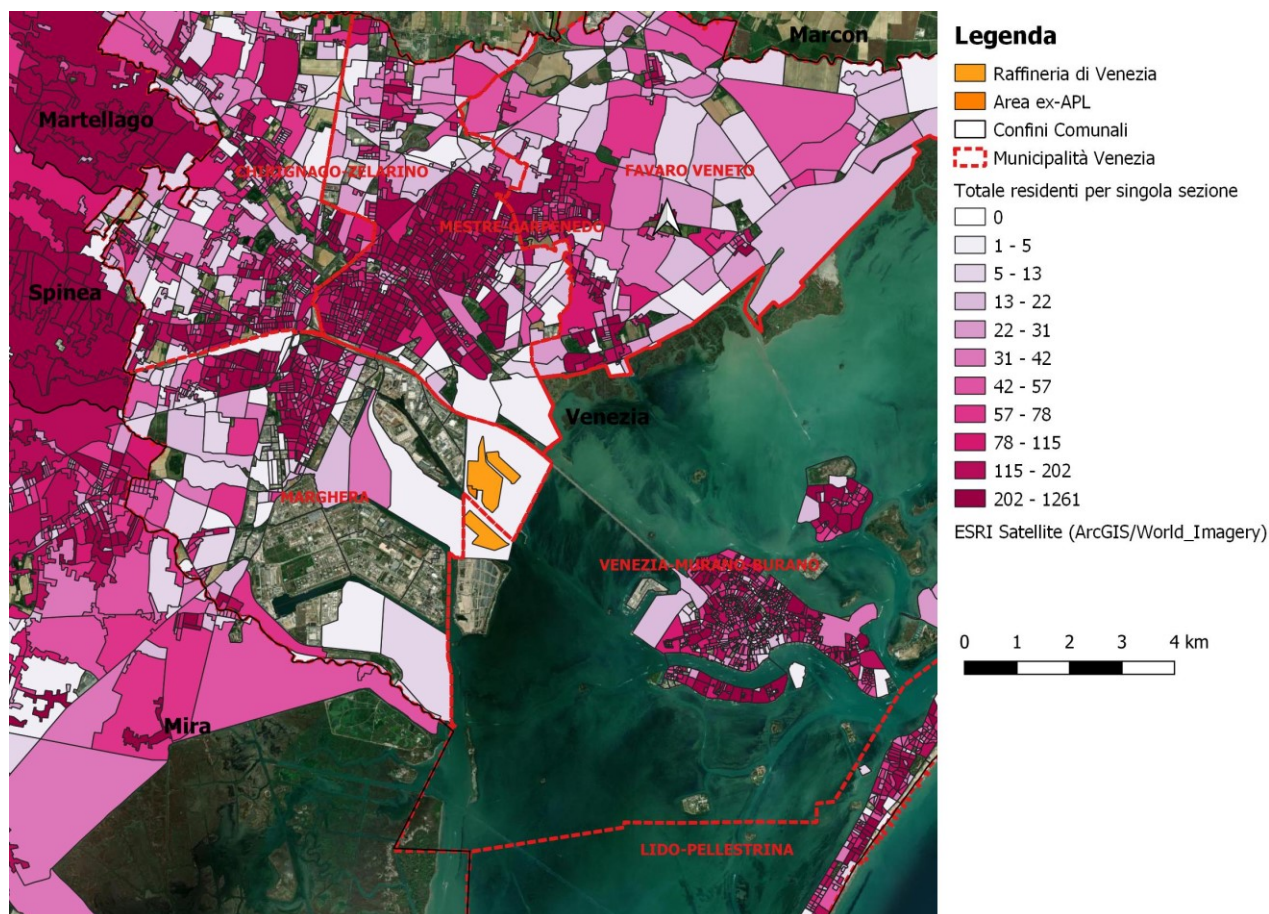 Marcon
Martellago
CHIRIGNAGO-ZELARINO
FAVARO VENETO
MESTRE-CARPENEDO
Spinea
Venezia
MARGHERA
VENEZIA-MURANO-BURANO
Mira
LIDO-PELLESTRINA
Legenda
Raffineria di Venezia
Area ex-APL
Confini Comunali
Municipalità Venezia
Totale residenti per singola sezione
0
1 - 5
5 - 13
13 - 22
22 - 31
31 - 42
42 - 57
57 - 78
78 - 115
115 - 202
202 - 1261
ESRI Satellite (ArcGIS/World_Imagery)
0 1 2 3 4 km